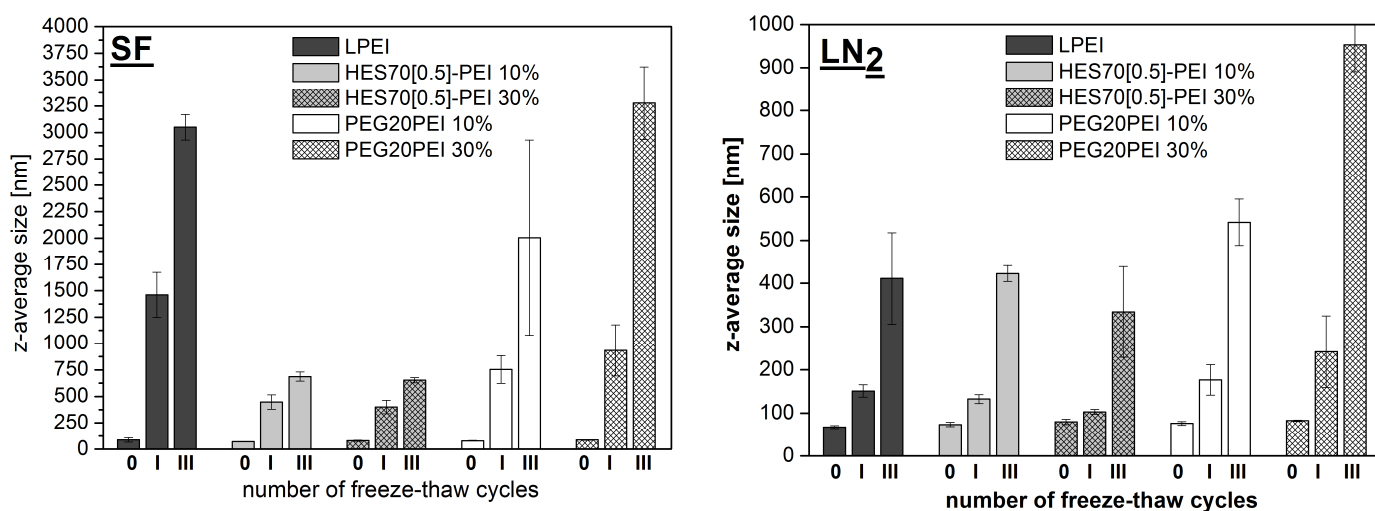 SF
LPEI
HES70[0.5]-PEI 10%
HES70[0.5]-PEI 30%
PEG20PEI 10%
PEG20PEI 30%
z-average size [nm]
4000
3750
3500
3250
3000
2750
2500
2250
2000
1750
1500
1250
1000
750
500
250
0
0 I III 0 I III 0 I III 0 I III 0 I III
number of freeze-thaw cycles
LN2
LPEI
HES70[0.5]-PEI 10%
HES70[0.5]-PEI 30%
PEG20PEI 10%
PEG20PEI 30%
z-average size [nm]
1000
900
800
700
600
500
400
300
200
100
0
0 I III 0 I III 0 I III 0 I III 0 I III
number of freeze-thaw cycles